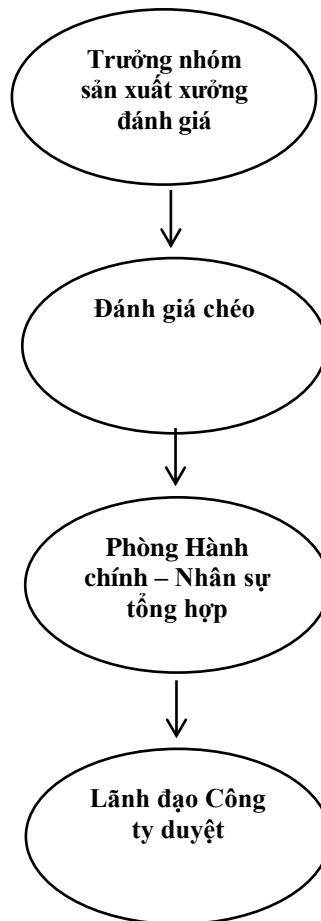 Trưởng nhóm
sản xuất xưởng
đánh giá
Đánh giá chéo
Phòng Hành
chính – Nhân sự
tổng hợp
Lãnh đạo Công
ty duyệt